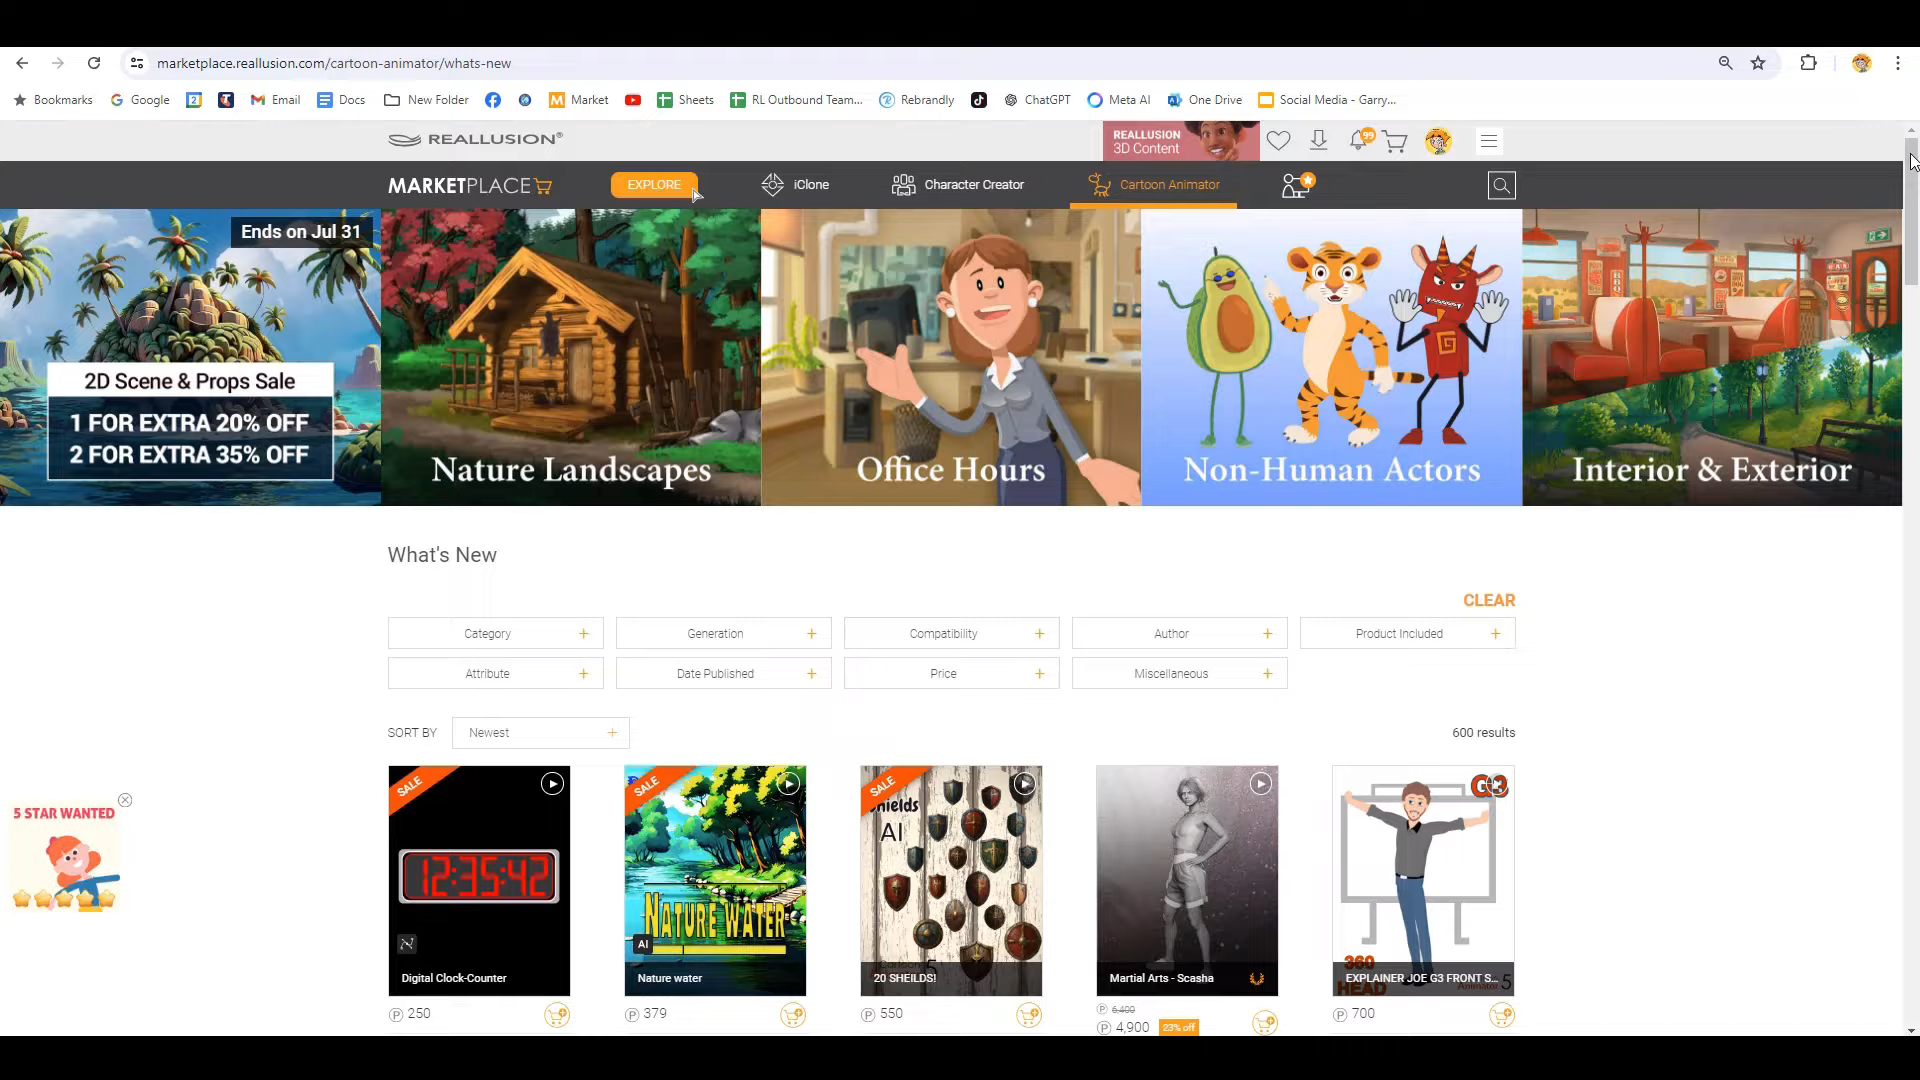 marketplace.reallusion.com/cartoon-animator/whats-new
Bookmarks
Google
2
Email
Docs
New Folder
Market
Sheets
RL Outbound Team...
Rebrandly
ChatGPT
Meta AI
One Drive
Social Media - Garry...
REALLUSION®
REALLUSION
3D Content
99
MARKETPLACE
EXPLORE
iClone
Character Creator
Cartoon Animator
Ends on Jul 31
2D Scene & Props Sale
1 FOR EXTRA 20% OFF
2 FOR EXTRA 35% OFF
Nature Landscapes
Office Hours
Non-Human Actors
Interior & Exterior
What's New
CLEAR
Category +
Generation +
Compatibility +
Author +
Product Included +
Attribute +
Date Published +
Price +
Miscellaneous +
SORT BY
Newest +
600 results
5 STAR WANTED
SALE
12:35:42
Digital Clock-Counter
P 250
SALE
NATURE WATER
AI
Nature water
P 379
SALE
hields
AI
5
20 SHEILDS!
P 550
Martial Arts - Scasha
P 6,400
P 4,900
23% off
G3
360
HEAD
Animator 5
EXPLAINER JOE G3 FRONT S...
P 700